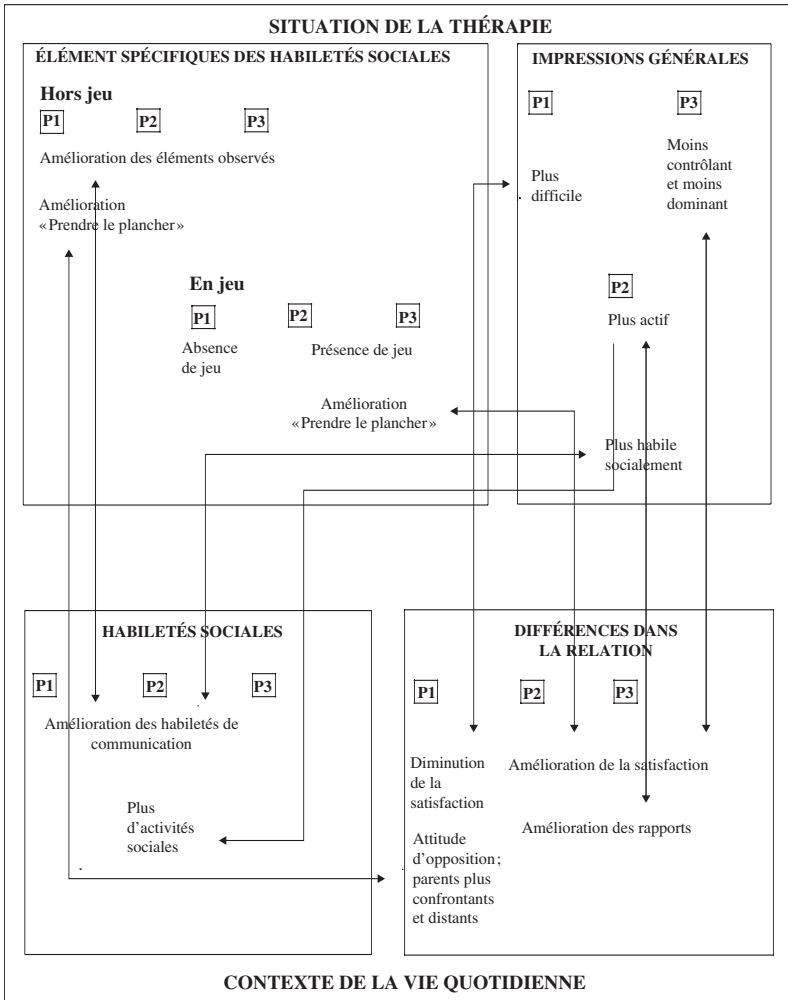 SITUATION DE LA THÉRAPIE
ÉLÉMENT SPÉCIFIQUES DES HABILETÉS SOCIALES
Hors jeu
P1 P2 P3
Amélioration des éléments observés
Amélioration
«Prendre le plancher»
En jeu
P1 P2 P3
Absence
de jeu
Présence de jeu
Amélioration
«Prendre le plancher»
IMPRESSIONS GÉNÉRALES
P1 P3
Plus
difficile
Moins
contrôlant
et moins
dominant
P2
Plus actif
Plus habile
socialement
HABILETÉS SOCIALES
P1 P2 P3
Amélioration des habiletés de
communication
Plus
d'activités
sociales
DIFFÉRENCES DANS
LA RELATION
P1 P2 P3
Diminution
de la
satisfaction
Amélioration de la satisfaction
Amélioration des rapports
Attitude
d'opposition;
parents plus
confrontants
et distants
CONTEXTE DE LA VIE QUOTIDIENNE